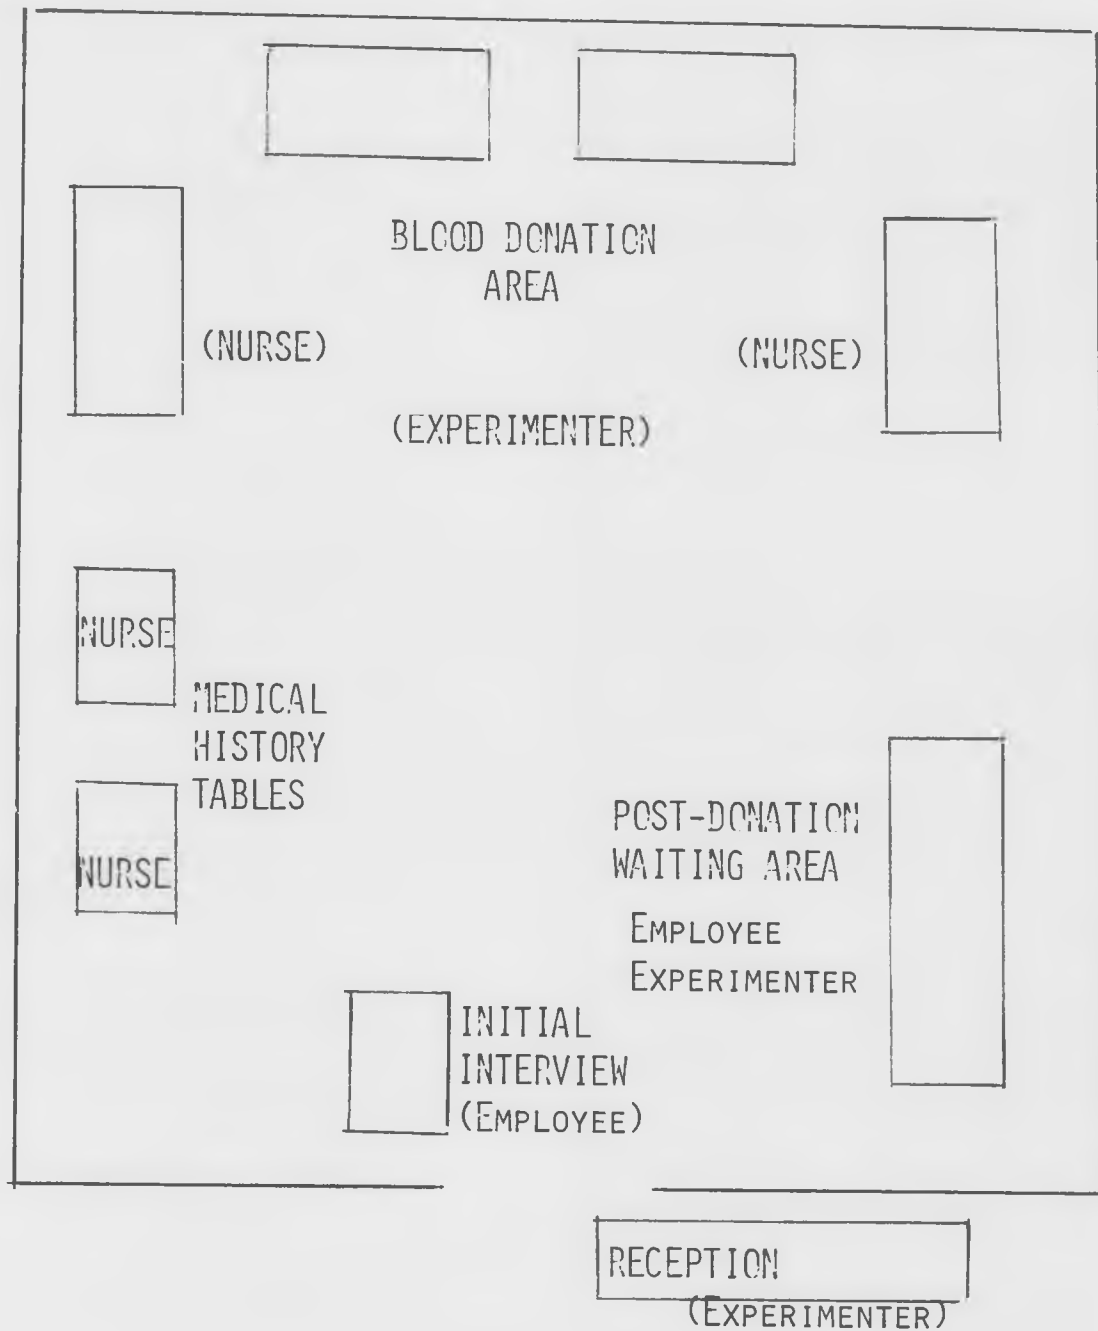 BLOOD DONATION
AREA
(NURSE)
(NURSE)
(EXPERIMENTER)
NURSE
MEDICAL
HISTORY
TABLES
NURSE
POST-DONATION
WAITING AREA
EMPLOYEE
EXPERIMENTER
INITIAL
INTERVIEW
(EMPLOYEE)
RECEPTION
(EXPERIMENTER)